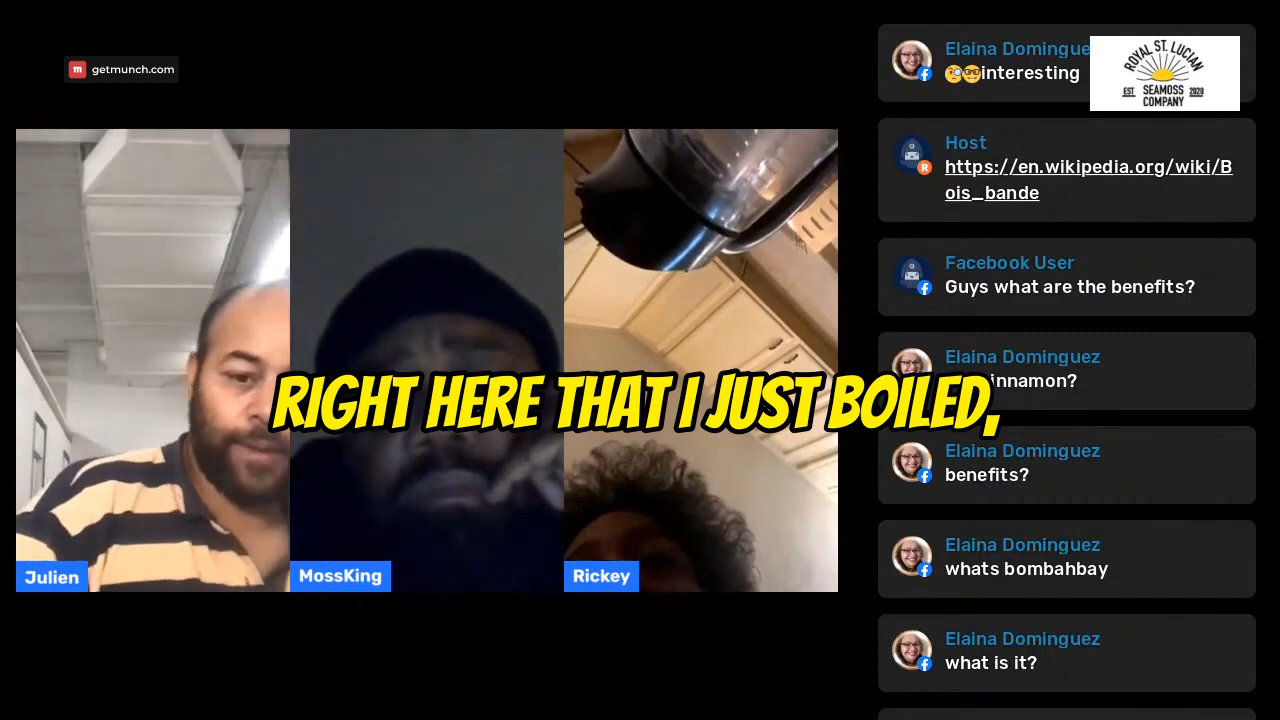 getmunch.com
RIGHT HERE THAT I JUST BOILED,
Julien
MossKing
Rickey
Elaina Domingue
🧐🤓interesting
ROYAL ST. LUCIAN
EST SEAMOSS 2020
COMPANY
Host
https://en.wikipedia.org/wiki/B
ois_bande
Facebook User
Guys what are the benefits?
Elaina Dominguez
innamon?
Elaina Dominguez
benefits?
Elaina Dominguez
whats bombahbay
Elaina Dominguez
what is it?